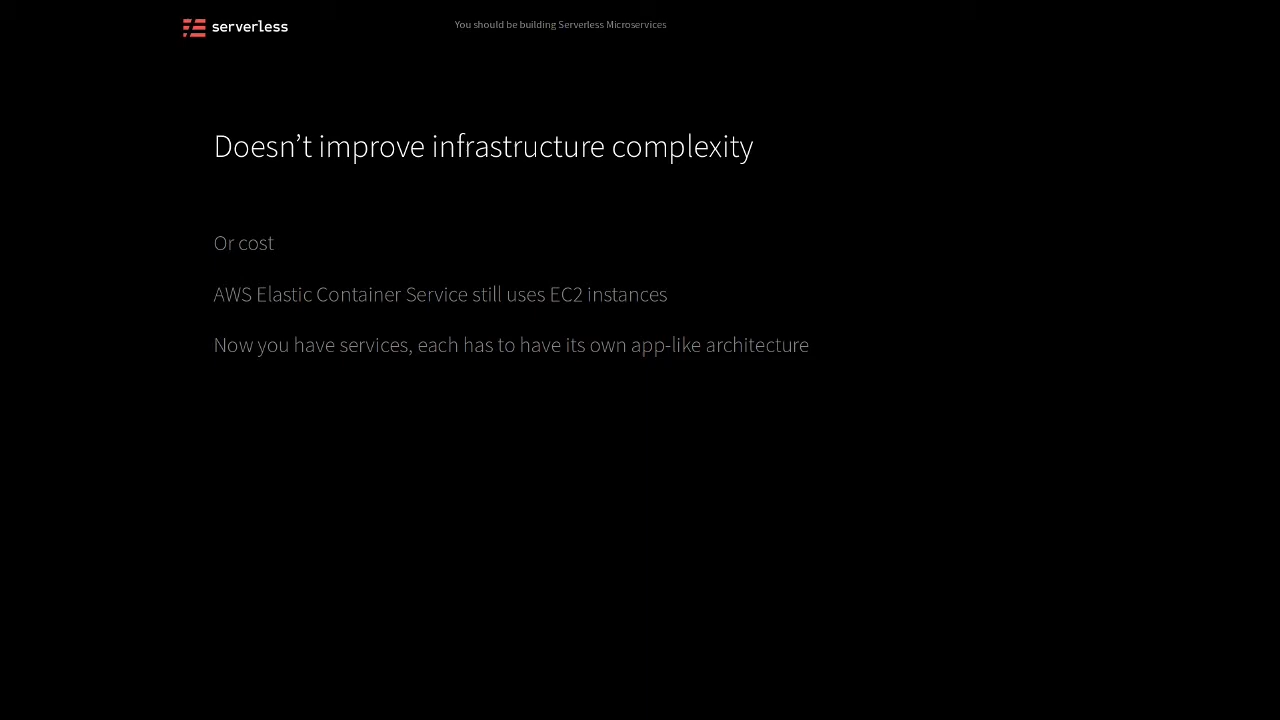 serverless
You should be building Serverless Microservices
Doesn’t improve infrastructure complexity
Or cost
AWS Elastic Container Service still uses EC2 instances
Now you have services, each has to have its own app-like architecture